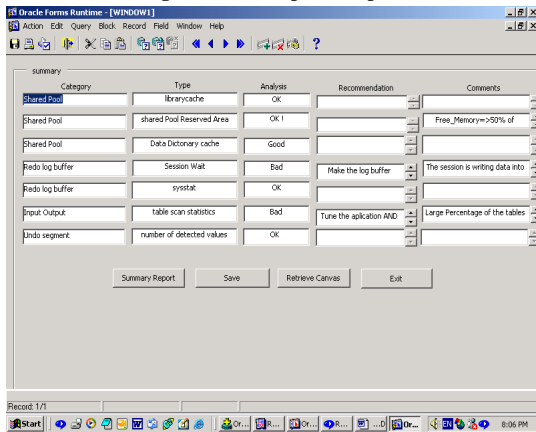 Oracle Forms Runtime - [WINDOW1]
Action Edit Query Block Record Field Window Help
summary
Category Type Analysis Recommendation Comments
Shared Pool librarycache OK
Shared Pool shared Pool Reserved Area OK ! Free_Memory=>50% of
Shared Pool Data Dictonary cache Good
Redo log buffer Session Wait Bad Make the log buffer The session is writing data into
Redo log buffer sysstat OK
Input Output table scan statistics Bad Tune the aplication AND Large Percentage of the tables
Undo segment number of detected values OK
Summary Report Save Retrieve Canvas Exit
Record: 1/1
Start Or... R... Or... R... ...D Or... EN 8:06 PM